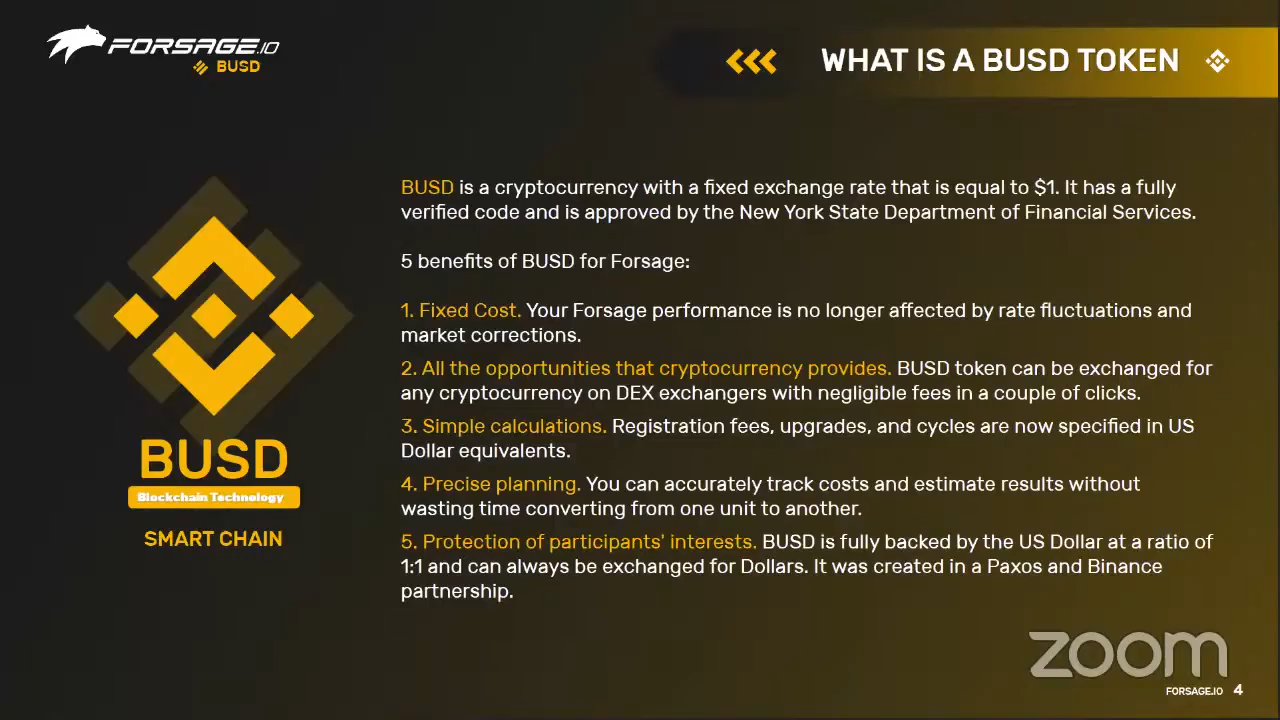 FORSAGE.IO
BUSD
WHAT IS A BUSD TOKEN
BUSD is a cryptocurrency with a fixed exchange rate that is equal to $1. It has a fully
verified code and is approved by the New York State Department of Financial Services.
5 benefits of BUSD for Forsage:
1. Fixed Cost. Your Forsage performance is no longer affected by rate fluctuations and
market corrections.
2. All the opportunities that cryptocurrency provides. BUSD token can be exchanged for
any cryptocurrency on DEX exchangers with negligible fees in a couple of clicks.
3. Simple calculations. Registration fees, upgrades, and cycles are now specified in US
Dollar equivalents.
4. Precise planning. You can accurately track costs and estimate results without
wasting time converting from one unit to another.
5. Protection of participants' interests. BUSD is fully backed by the US Dollar at a ratio of
1:1 and can always be exchanged for Dollars. It was created in a Paxos and Binance
partnership.
BUSD
Blockchain Technology
SMART CHAIN
zoom
FORSAGE.IO 4